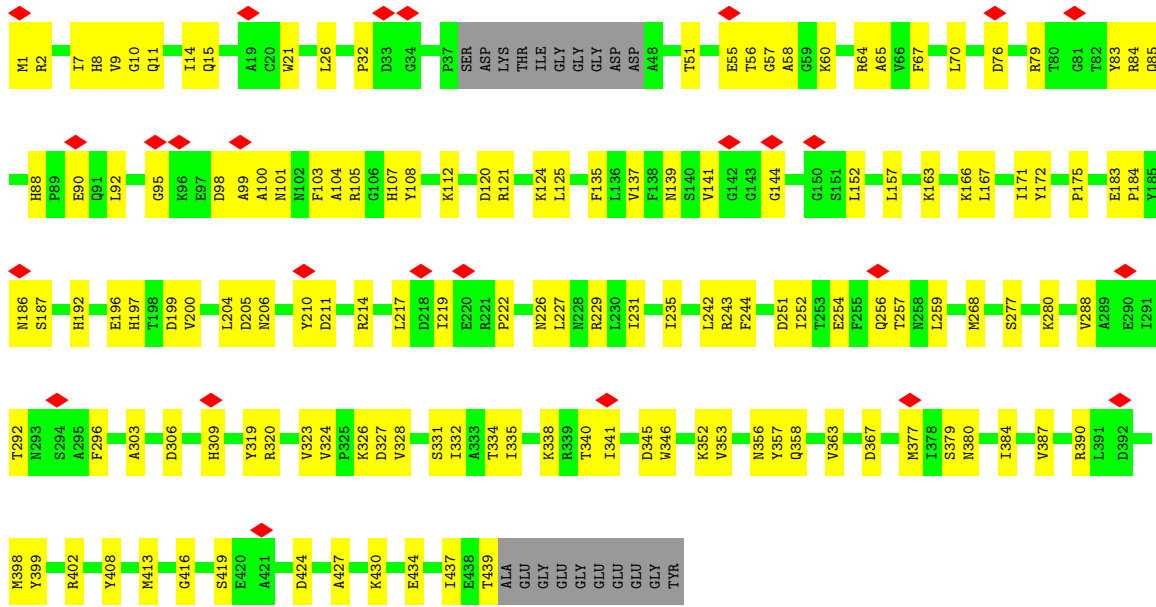 M1 R2 I7 H8 V9 G10 Q11 I14 Q15 A19 C20 W21 L26 P32 D33 G34 P37 SER ASP LYS THR ILE GLY GLY GLY ASP ASP A48 T51 E55 T56 G57 A58 G59 K60 R64 A65 V66 F67 L70 D76 R79 T80 G81 T82 Y83 R84 Q85
H88 P89 E90 Q91 L92 G95 K96 E97 D98 A99 A100 N101 N102 F103 A104 R105 G106 H107 Y108 K112 D120 R121 K124 L125 F135 L136 V137 F138 N139 S140 V141 G142 G143 G144 G150 S151 L152 L157 K163 K166 L167 I171 Y172 P175 E183 P184 Y185
N186 S187 H192 E196 H197 T198 D199 V200 L204 D205 N206 Y210 D211 R214 L217 D218 I219 E220 R221 P222 N226 L227 N228 R229 L230 I231 I235 L242 R243 F244 D251 I252 T253 E254 F255 Q256 T257 N258 L259 M268 S277 K280 V288 A289 E290 I291
T292 N293 S294 A295 F296 A303 D306 H309 Y319 R320 V323 V324 P325 K326 D327 V328 S331 I332 A333 T334 I335 K338 R339 T340 I341 D345 W346 K352 V353 N356 Y357 Q358 V363 D367 M377 I378 S379 N380 I384 V387 R390 L391 D392
M398 Y399 R402 Y408 M413 G416 S419 E420 A421 D424 A427 K430 E434 I437 E438 T439 ALA GLU GLY GLU GLY GLU GLU GLU GLY TYR